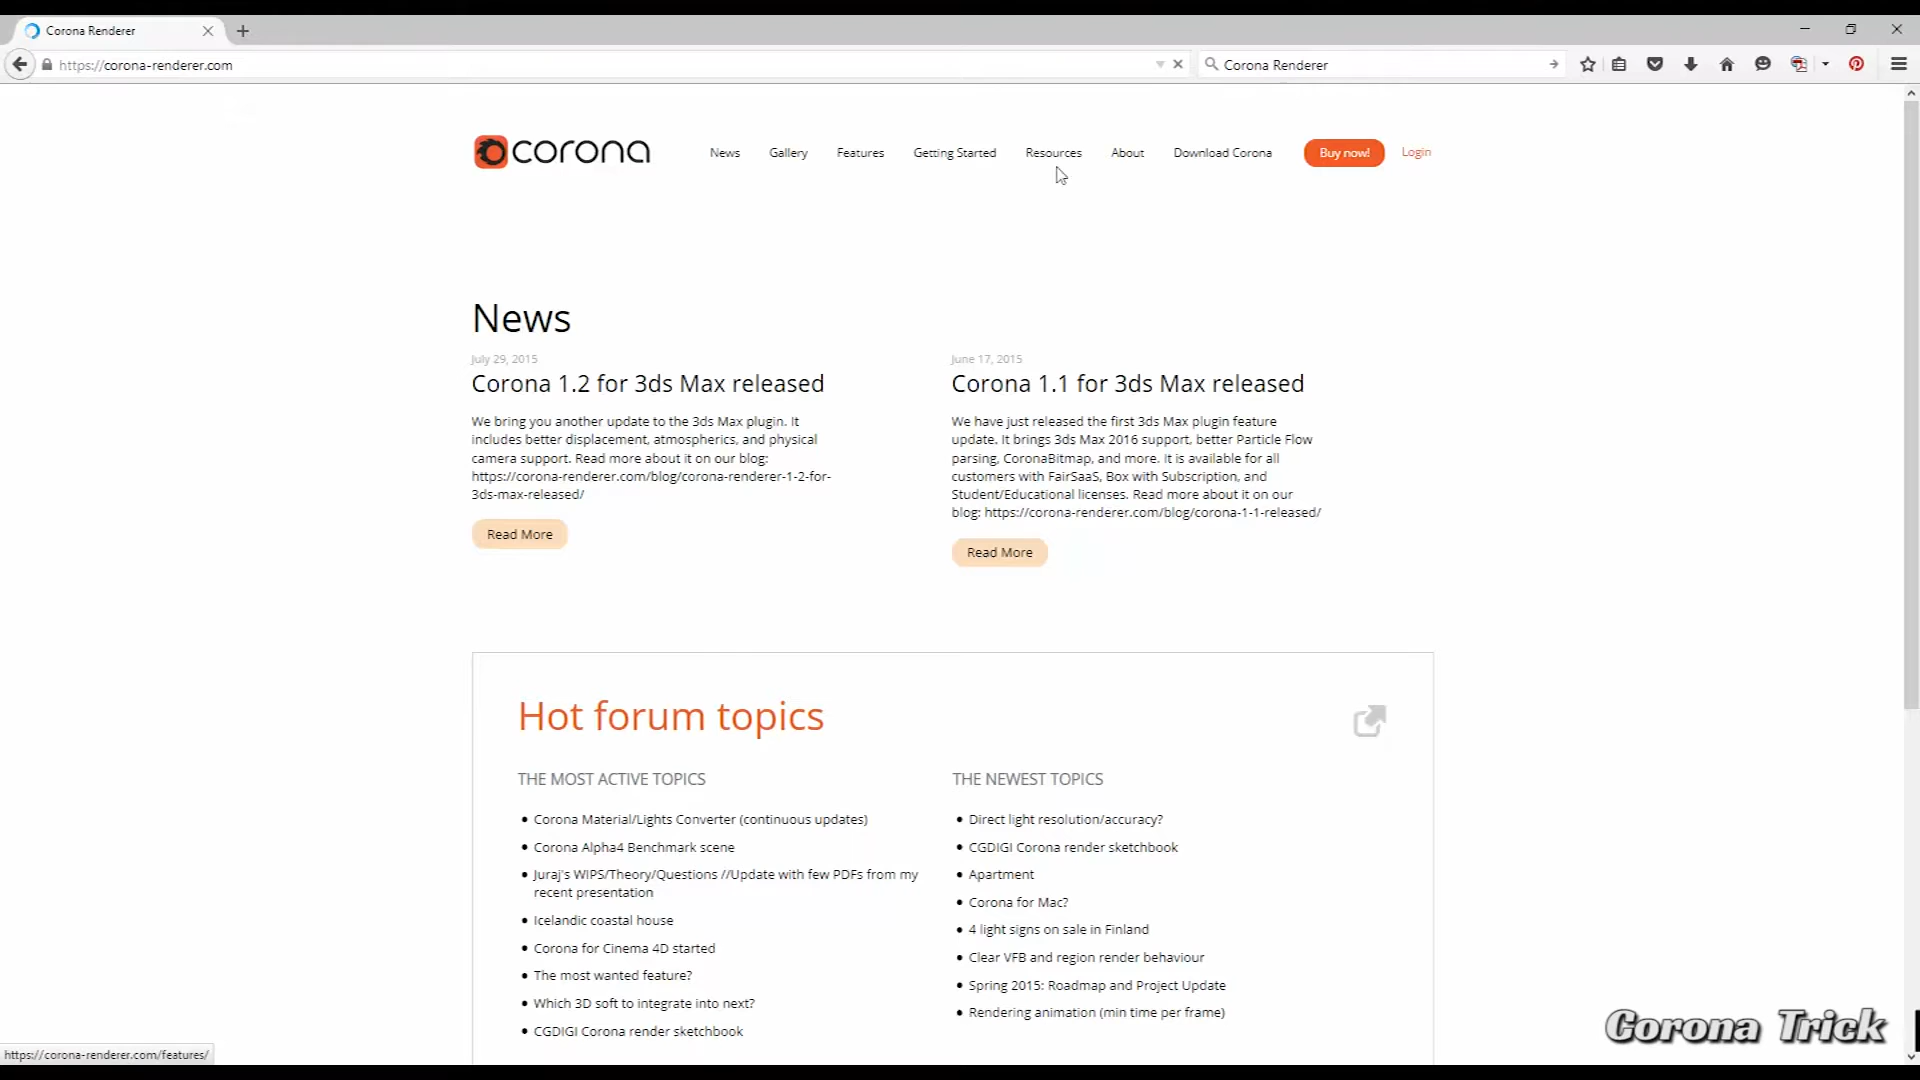 Corona Renderer
https://corona-renderer.com
Corona Renderer
corona
News
Gallery
Features
Getting Started
Resources
About
Download Corona
Buy now!
Login
News
July 29, 2015
Corona 1.2 for 3ds Max released
We bring you another update to the 3ds Max plugin. It
includes better displacement, atmospherics, and physical
camera support. Read more about it on our blog:
https://corona-renderer.com/blog/corona-renderer-1-2-for-
3ds-max-released/
Read More
June 17, 2015
Corona 1.1 for 3ds Max released
We have just released the first 3ds Max plugin feature
update. It brings 3ds Max 2016 support, better Particle Flow
parsing, CoronaBitmap, and more. It is available for all
customers with FairSaaS, Box with Subscription, and
Student/Educational licenses. Read more about it on our
blog: https://corona-renderer.com/blog/corona-1-1-released/
Read More
Hot forum topics
THE MOST ACTIVE TOPICS
Corona Material/Lights Converter (continuous updates)
Corona Alpha4 Benchmark scene
Juraj's WIPS/Theory/Questions //Update with few PDFs from my
recent presentation
Icelandic coastal house
Corona for Cinema 4D started
The most wanted feature?
Which 3D soft to integrate into next?
CGDIGI Corona render sketchbook
THE NEWEST TOPICS
Direct light resolution/accuracy?
CGDIGI Corona render sketchbook
Apartment
Corona for Mac?
4 light signs on sale in Finland
Clear VFB and region render behaviour
Spring 2015: Roadmap and Project Update
Rendering animation (min time per frame)
Corona Trick
https://corona-renderer.com/features/